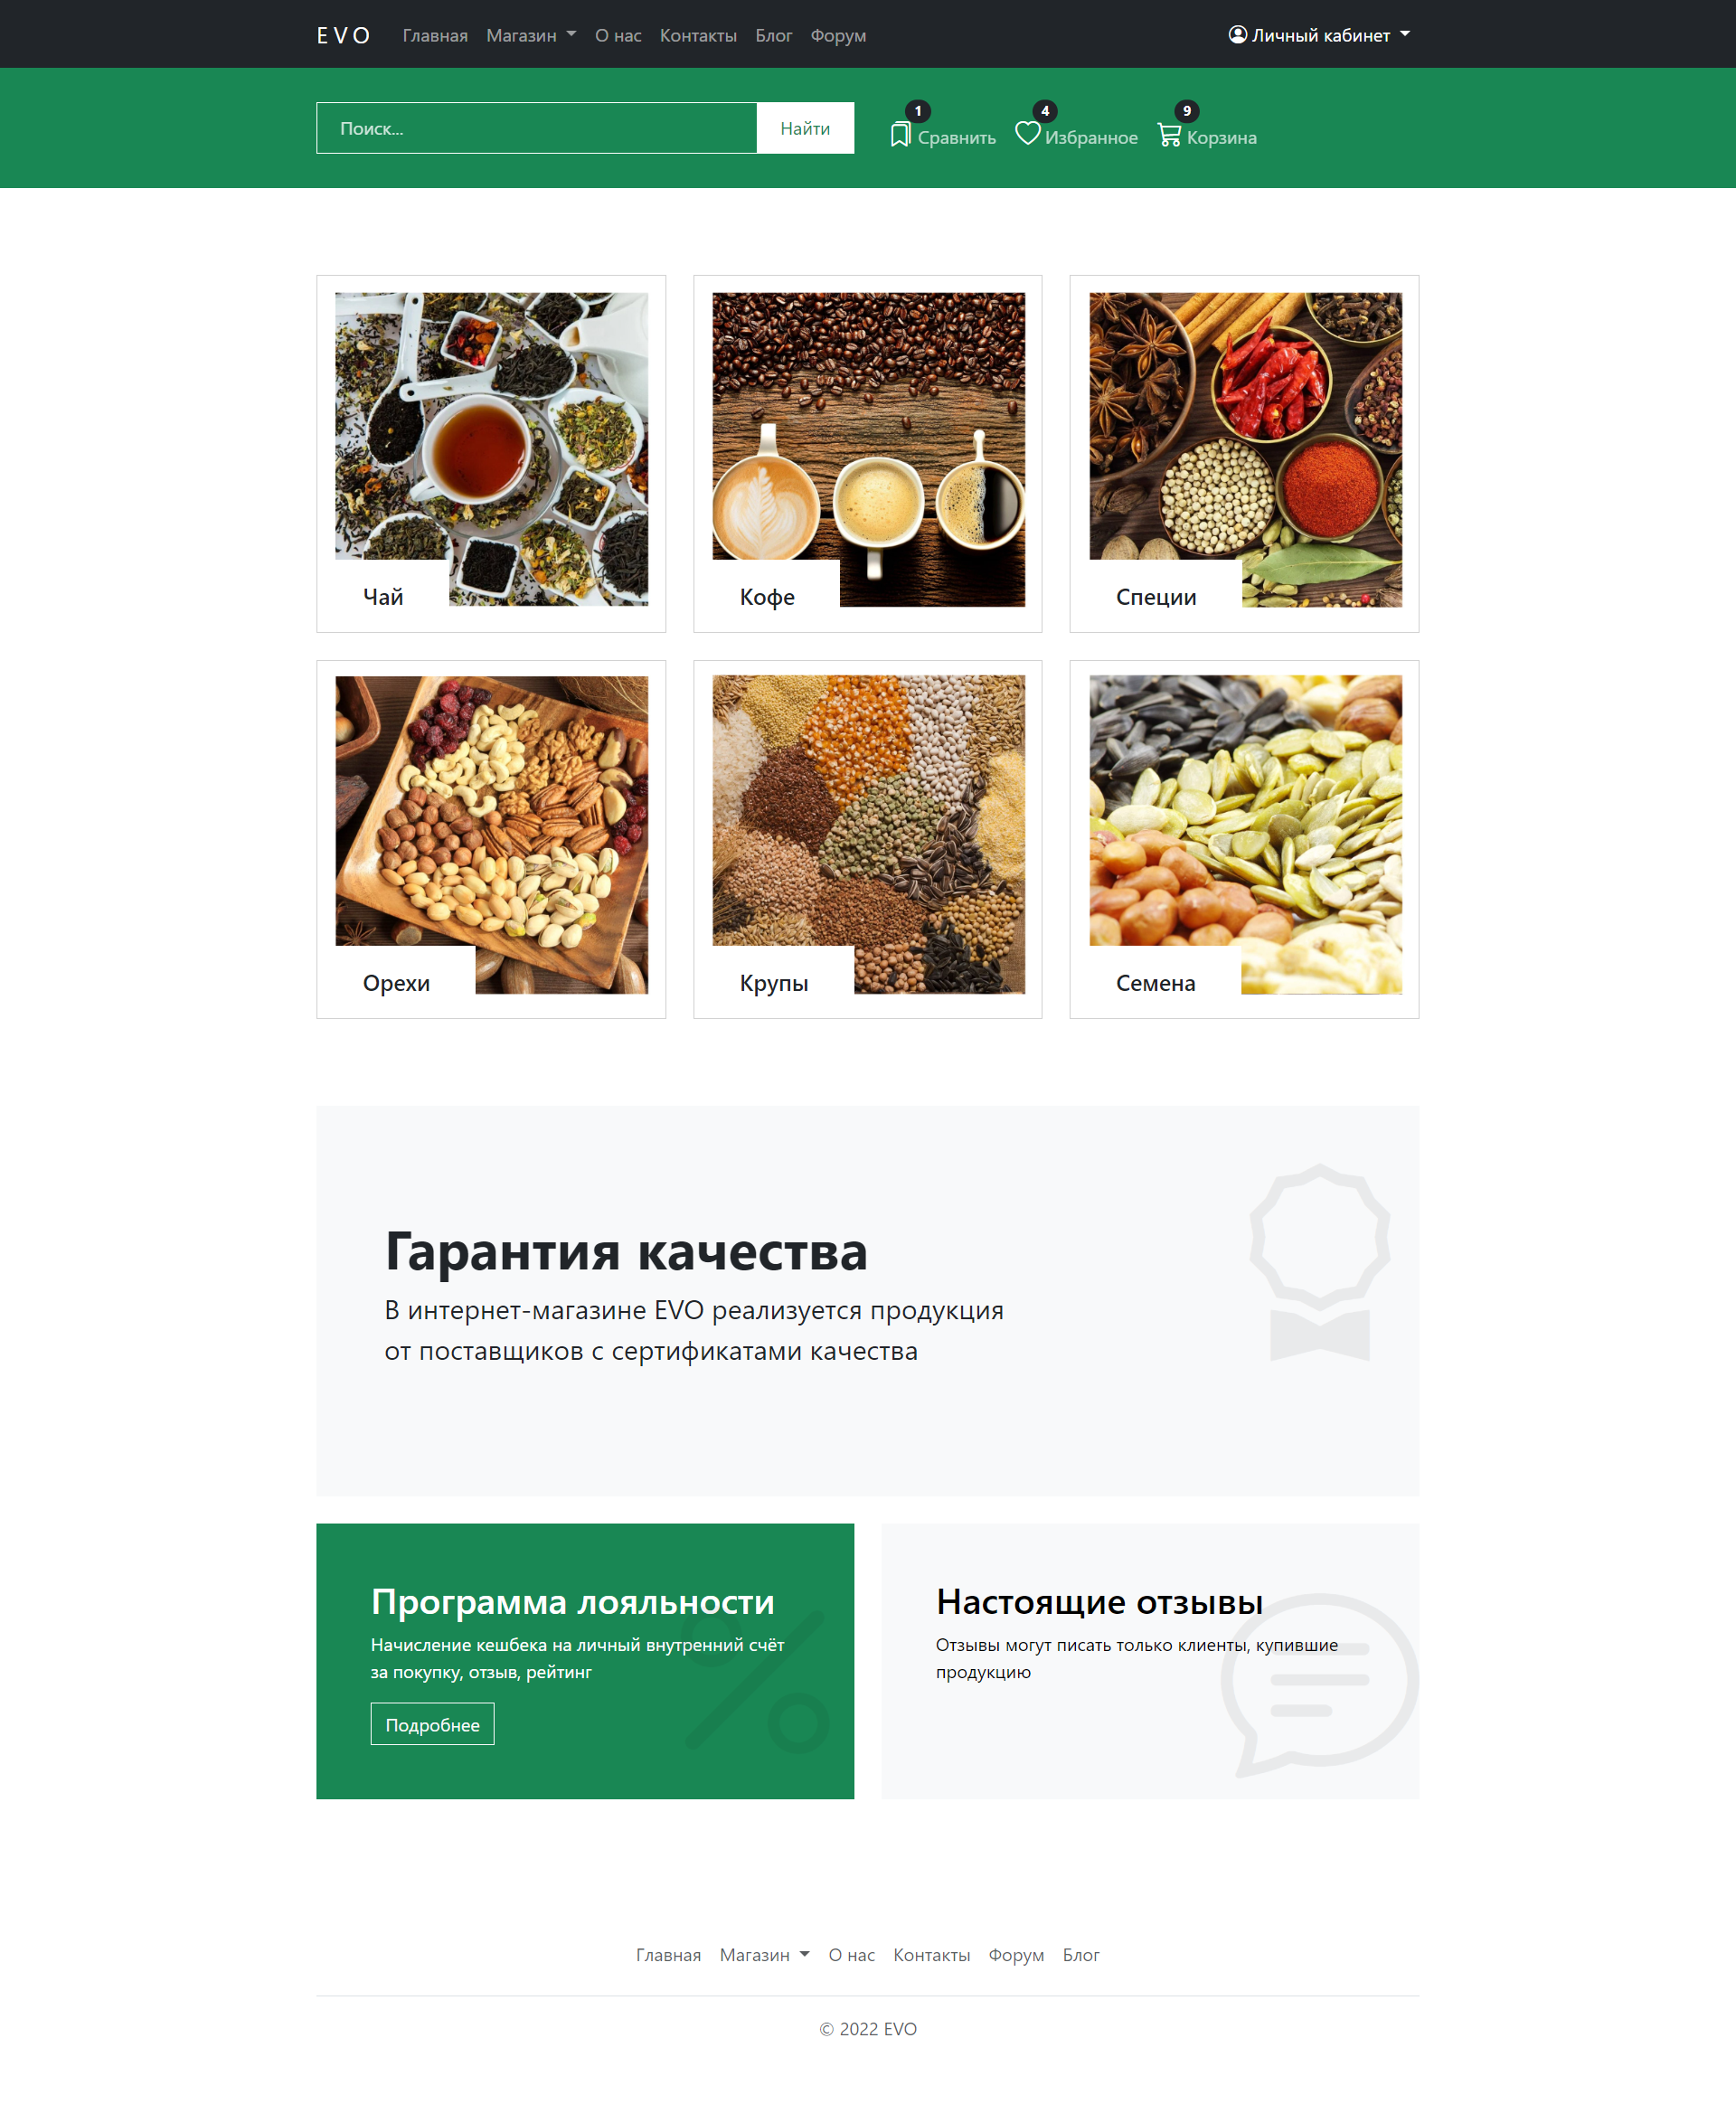 EVO Главная Магазин О нас Контакты Блог Форум Личный кабинет
Поиск... Найти 1 Сравнить 4 Избранное 9 Корзина
Чай
Кофе
Специи
Орехи
Крупы
Семена
Гарантия качества
В интернет-магазине EVO реализуется продукция
от поставщиков с сертификатами качества
Программа лояльности
Начисление кешбека на личный внутренний счёт
за покупку, отзыв, рейтинг
Подробнее
Настоящие отзывы
Отзывы могут писать только клиенты, купившие
продукцию
Главная Магазин О нас Контакты Форум Блог
© 2022 EVO